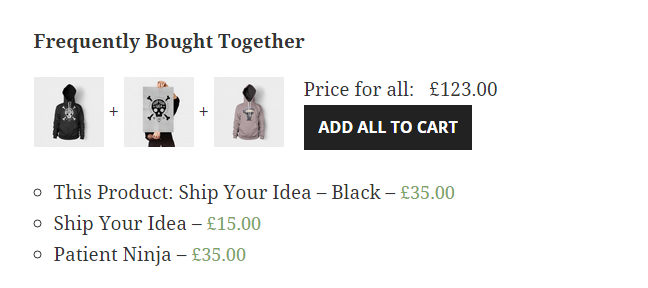 Frequently Bought Together
+ + Price for all: £123.00
ADD ALL TO CART
This Product: Ship Your Idea – Black – £35.00
Ship Your Idea – £15.00
Patient Ninja – £35.00